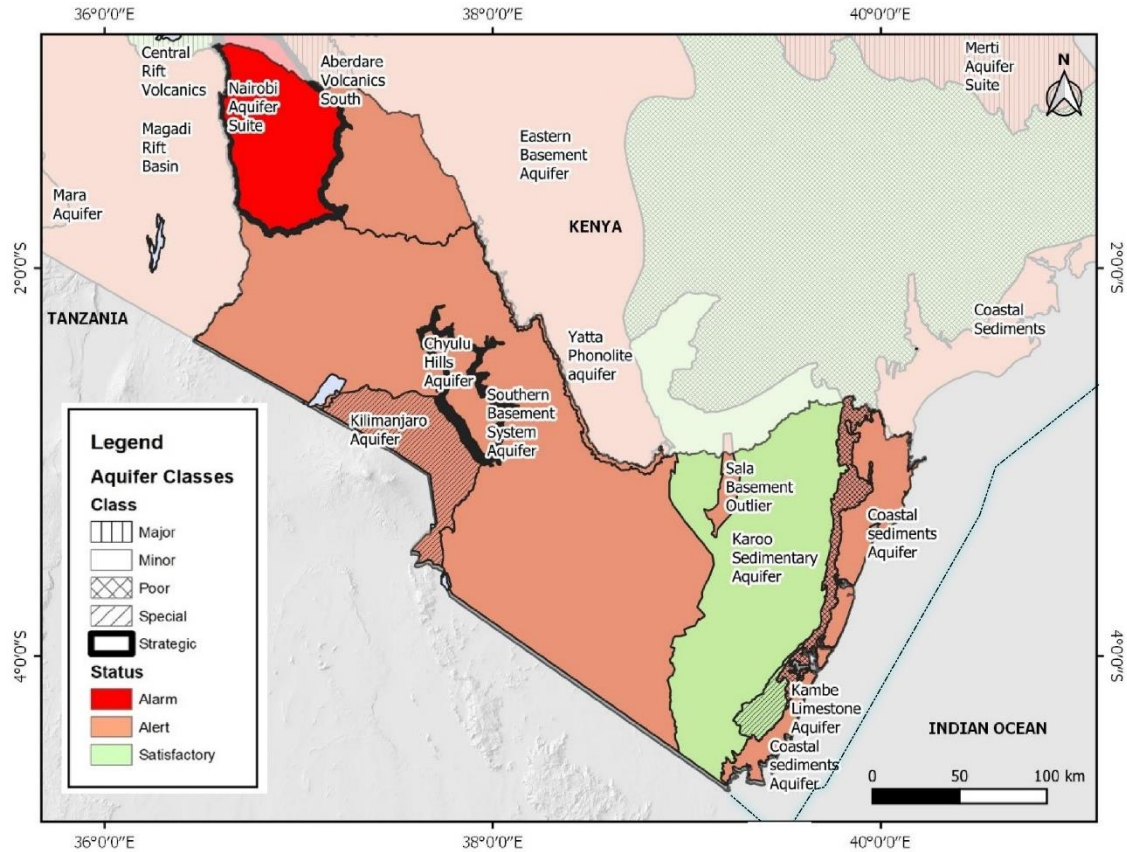 36°0'0"E
38°0'0"E
40°0'0"E
Central
Rift
Volcanics
Nairobi
Aquifer
Suite
Aberdare
Volcanics
South
Merti
Aquifer
Suite
N
Magadi
Rift
Basin
Eastern
Basement
Aquifer
Mara
Aquifer
KENYA
2°0'0"S
2°0'0"S
TANZANIA
Coastal
Sediments
Chyulu
Hills
Aquifer
Yatta
Phonolite
aquifer
Southern
Basement
System
Aquifer
Kilimanjaro
Aquifer
Sala
Basement
Outlier
Coastal
sediments
Aquifer
Karoo
Sedimentary
Aquifer
Legend
Aquifer Classes
Class
Major
Minor
Poor
Special
Strategic
Status
Alarm
Alert
Satisfactory
4°0'0"S
4°0'0"S
Kambe
Limestone
Aquifer
Coastal
sediments
Aquifer
INDIAN OCEAN
0 50 100 km
36°0'0"E
38°0'0"E
40°0'0"E